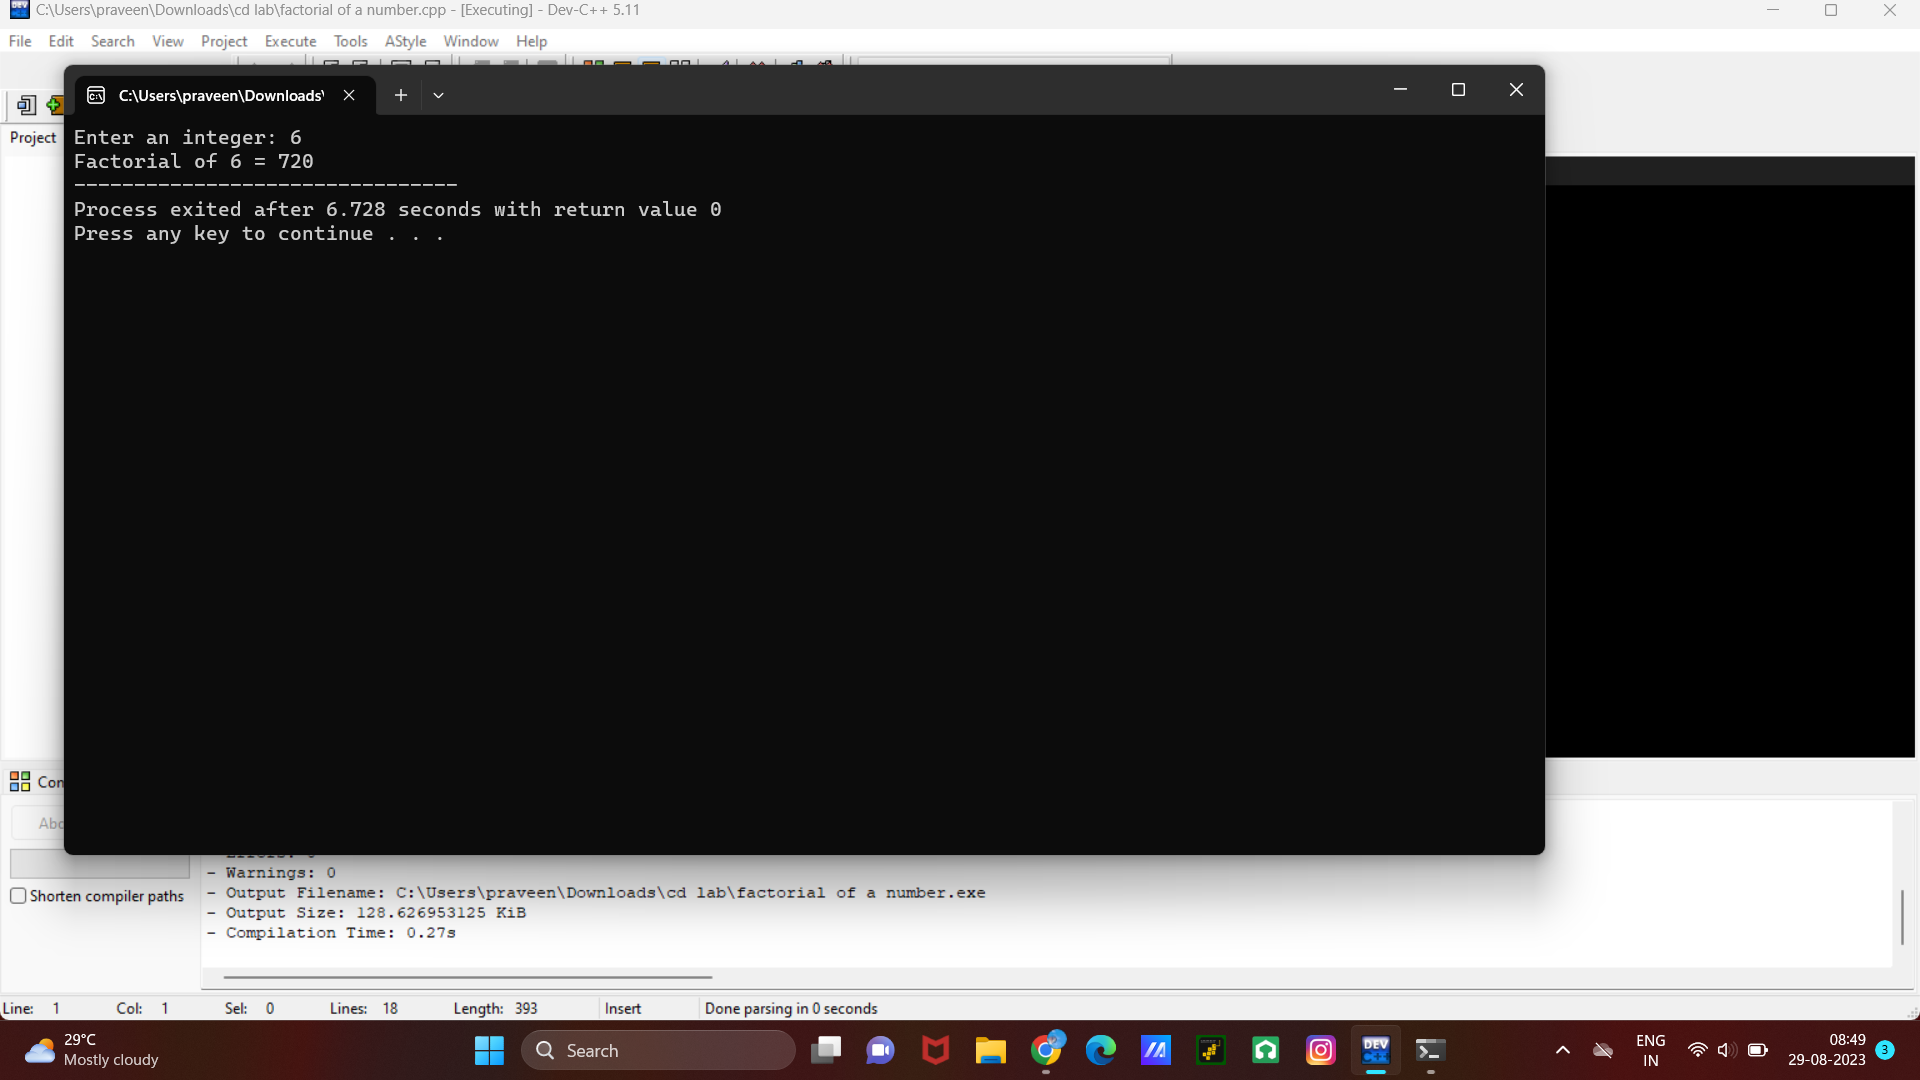 C:\Users\praveen\Downloads\cd lab\factorial of a number.cpp - [Executing] - Dev-C++ 5.11
File Edit Search View Project Execute Tools AStyle Window Help
C:\Users\praveen\Downloads\
Project
Enter an integer: 6
Factorial of 6 = 720
--------------------------------
Process exited after 6.728 seconds with return value 0
Press any key to continue . . .
- Warnings: 0
- Output Filename: C:\Users\praveen\Downloads\cd lab\factorial of a number.exe
- Output Size: 128.626953125 KiB
- Compilation Time: 0.27s
Shorten compiler paths
Line: 1 Col: 1 Sel: 0 Lines: 18 Length: 393 Insert Done parsing in 0 seconds
29°C
Mostly cloudy
Search
DEV
C++
ENG
IN
08:49
29-08-2023
3